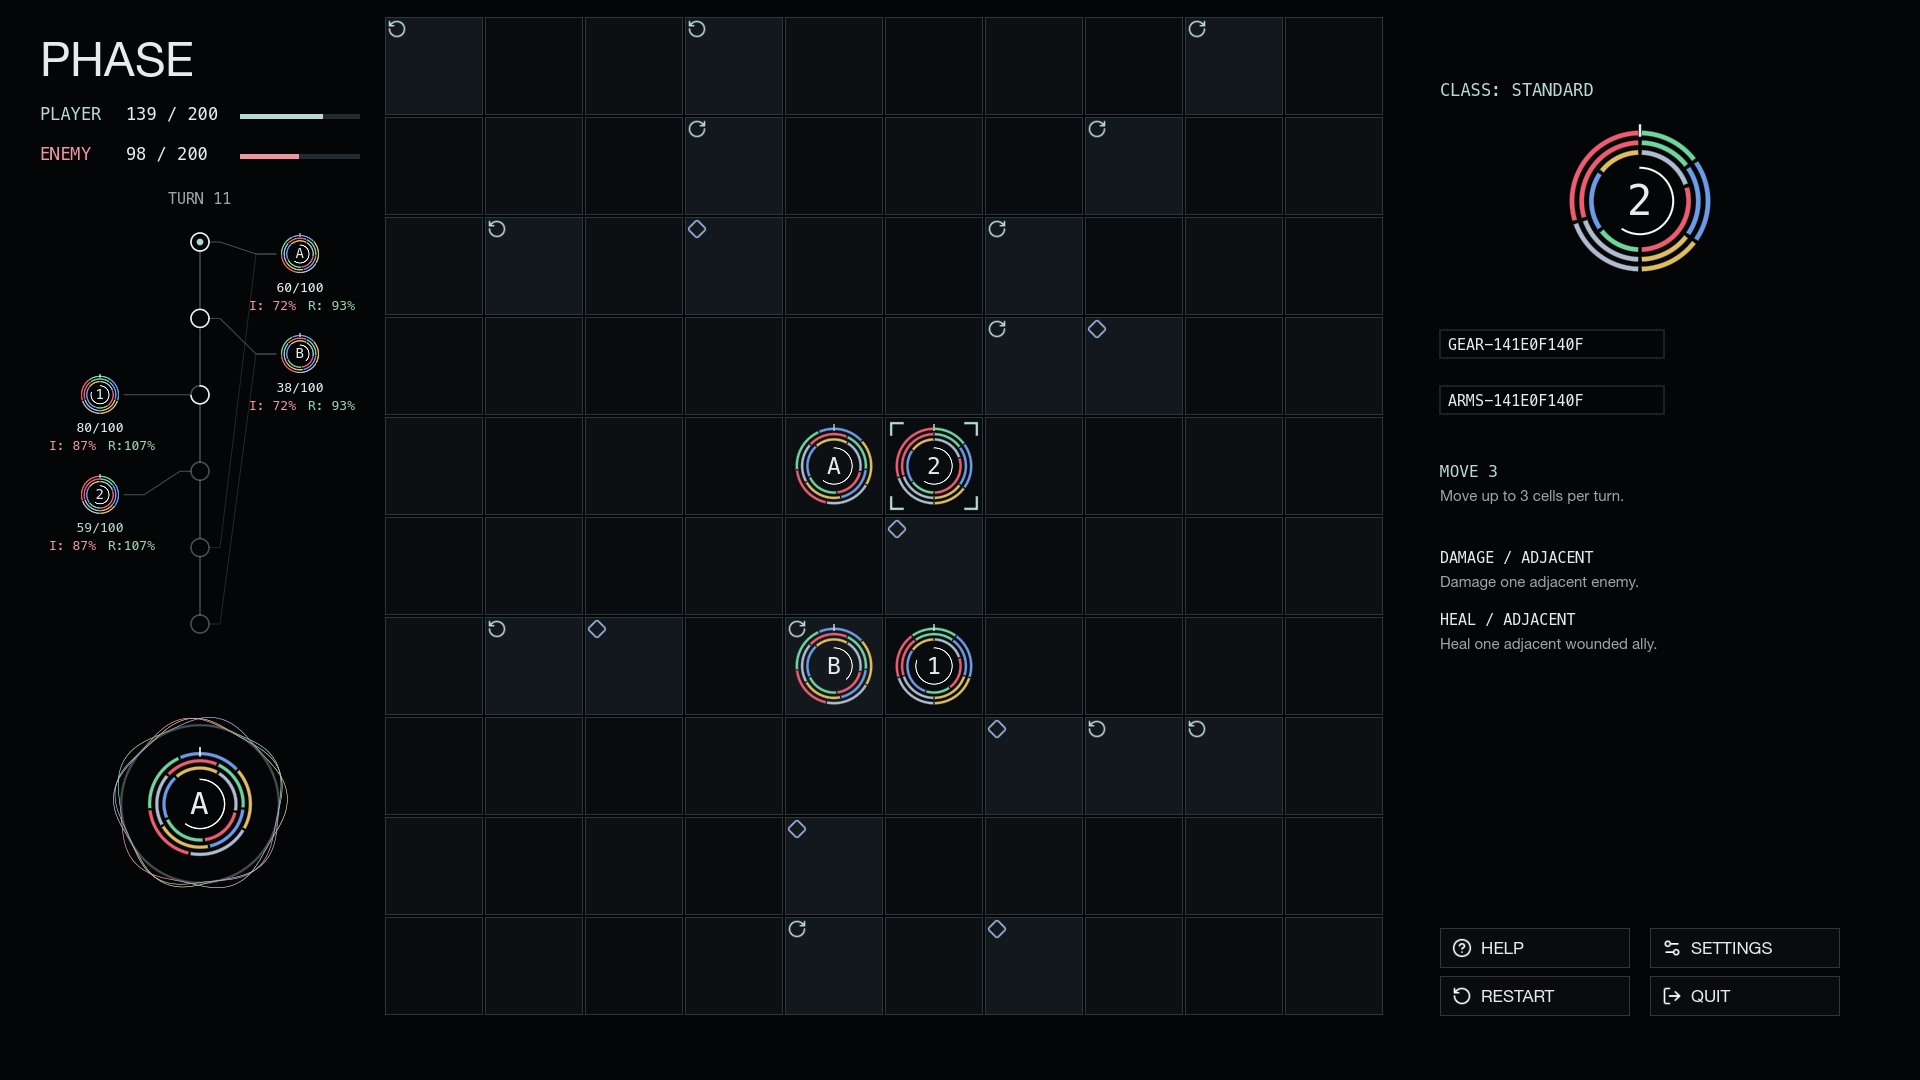 PHASE
PLAYER 139 / 200
ENEMY 98 / 200
TURN 11
A
60/100
I: 72% R: 93%
B
38/100
I: 72% R: 93%
1
80/100
I: 87% R:107%
2
59/100
I: 87% R:107%
A
A 2
B 1
CLASS: STANDARD
2
GEAR-141E0F140F
ARMS-141E0F140F
MOVE 3
Move up to 3 cells per turn.
DAMAGE / ADJACENT
Damage one adjacent enemy.
HEAL / ADJACENT
Heal one adjacent wounded ally.
HELP SETTINGS
RESTART QUIT